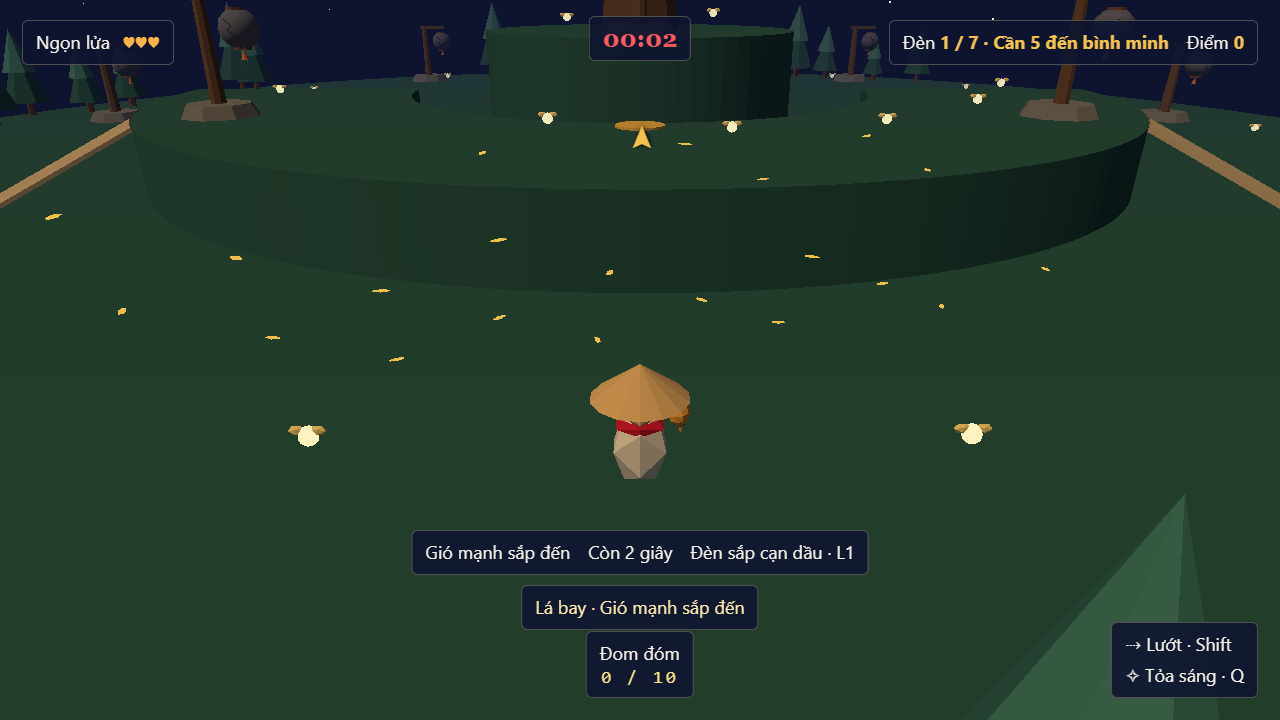 Ngọn lửa ♥♥♥
00:02
Đèn 1 / 7 · Cần 5 đến bình minh Điểm 0
Gió mạnh sắp đến Còn 2 giây Đèn sắp cạn dầu · L1
Lá bay · Gió mạnh sắp đến
Đom đóm
0 / 10
⇢ Lướt · Shift
✧ Tỏa sáng · Q